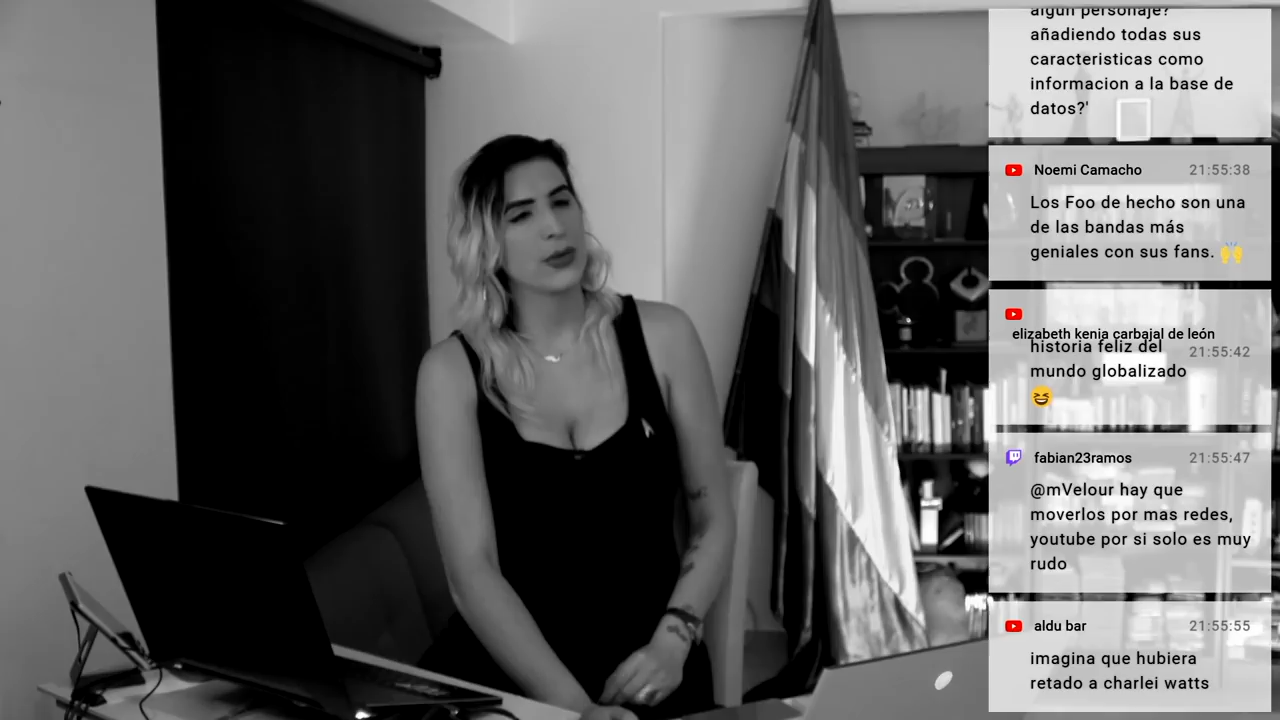 algun personaje?
añadiendo todas sus
caracteristicas como
informacion a la base de
datos?'
Noemi Camacho 21:55:38
Los Foo de hecho son una
de las bandas más
geniales con sus fans. 🙌
elizabeth kenia carbajal de león
historia feliz del 21:55:42
mundo globalizado
😆
fabian23ramos 21:55:47
@mVelour hay que
moverlos por mas redes,
youtube por si solo es muy
rudo
aldu bar 21:55:55
imagina que hubiera
retado a charlei watts